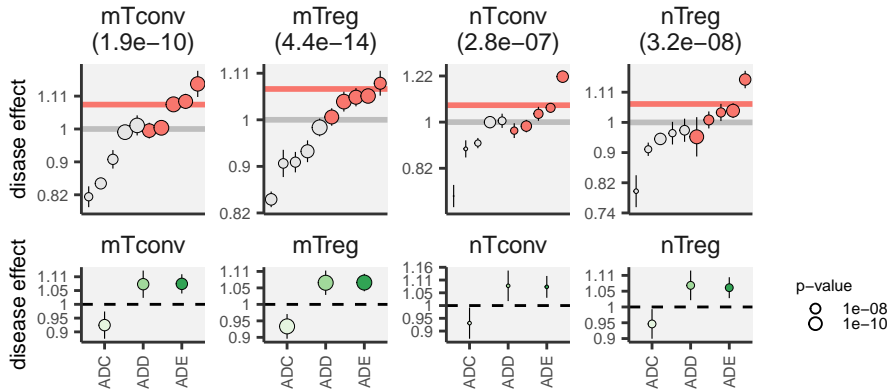 mTconv
(1.9e−10)
mTreg
(4.4e−14)
nTconv
(2.8e−07)
nTreg
(3.2e−08)
disase effect
1.11
1
0.9
0.82
1.11
1
0.9
0.82
1.22
1
0.82
1.11
1
0.9
0.82
0.74
mTconv
mTreg
nTconv
nTreg
disease effect
1.11
1.05
1
0.95
0.9
1.11
1.05
1
0.95
0.9
1.16
1.11
1.05
1
0.95
0.9
1.11
1.05
1
0.95
0.9
ADC
ADD
ADE
ADC
ADD
ADE
ADC
ADD
ADE
ADC
ADD
ADE
p−value
1e−08
1e−10